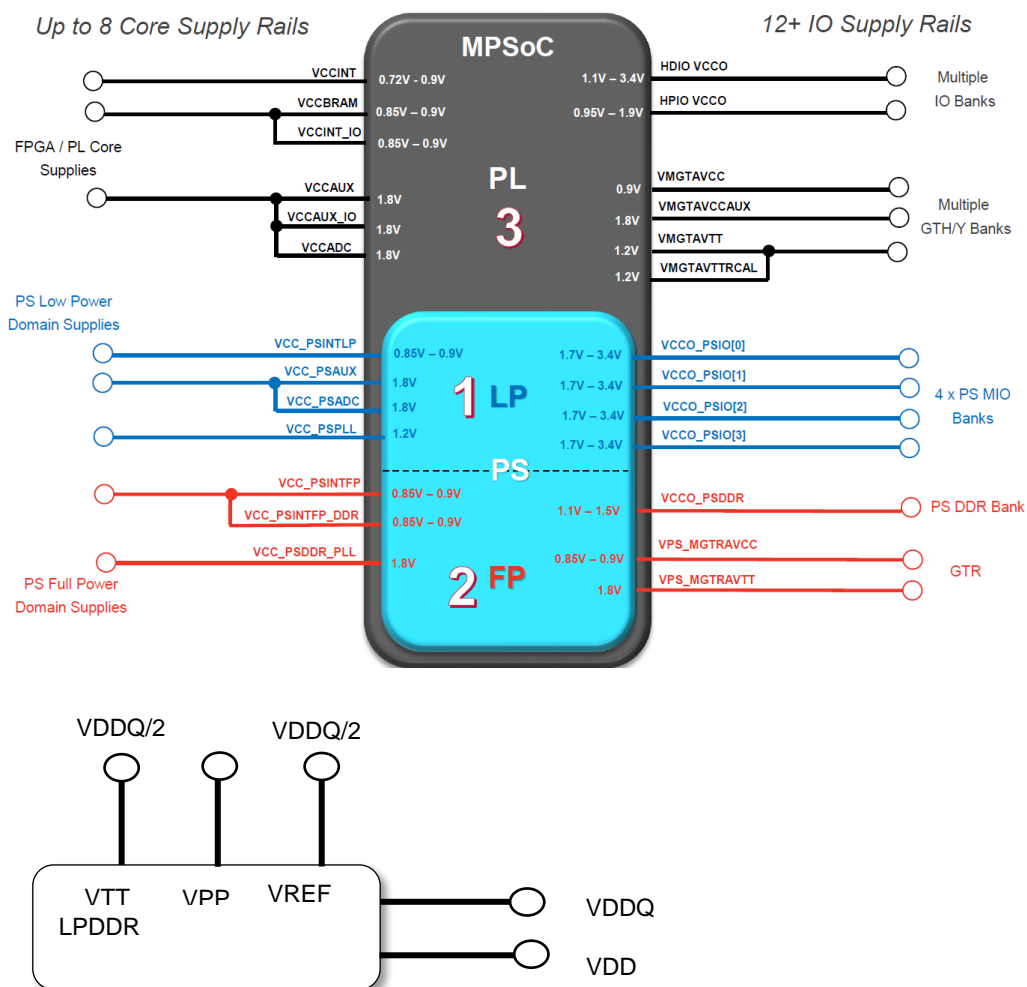 Up to 8 Core Supply Rails
12+ IO Supply Rails
MPSoC
VCCINT
0.72V - 0.9V
VCCBRAM
0.85V – 0.9V
VCCINT_IO
0.85V – 0.9V
FPGA / PL Core
Supplies
VCCAUX
1.8V
VCCAUX_IO
1.8V
VCCADC
1.8V
HDIO VCCO
1.1V – 3.4V
HPIO VCCO
0.95V – 1.9V
Multiple
IO Banks
PL
3
VMGTAVCC
0.9V
VMGTAVCCAUX
1.8V
VMGTAVTT
1.2V
VMGTAVTTRCAL
1.2V
Multiple
GTH/Y Banks
PS Low Power
Domain Supplies
VCC_PSINTLP
0.85V – 0.9V
VCC_PSAUX
1.8V
VCC_PSADC
1.8V
VCC_PSPLL
1.2V
1 LP
VCCO_PSIO[0]
1.7V – 3.4V
VCCO_PSIO[1]
1.7V – 3.4V
VCCO_PSIO[2]
1.7V – 3.4V
VCCO_PSIO[3]
1.7V – 3.4V
4 x PS MIO
Banks
PS
VCC_PSINTFP
0.85V – 0.9V
VCC_PSINTFP_DDR
0.85V – 0.9V
VCC_PSDDR_PLL
1.8V
PS Full Power
Domain Supplies
2 FP
VCCO_PSDDR
1.1V – 1.5V
PS DDR Bank
VPS_MGTRAVCC
0.85V – 0.9V
VPS_MGTRAVTT
1.8V
GTR
VDDQ/2
VDDQ/2
VTT
LPDDR
VPP
VREF
VDDQ
VDD